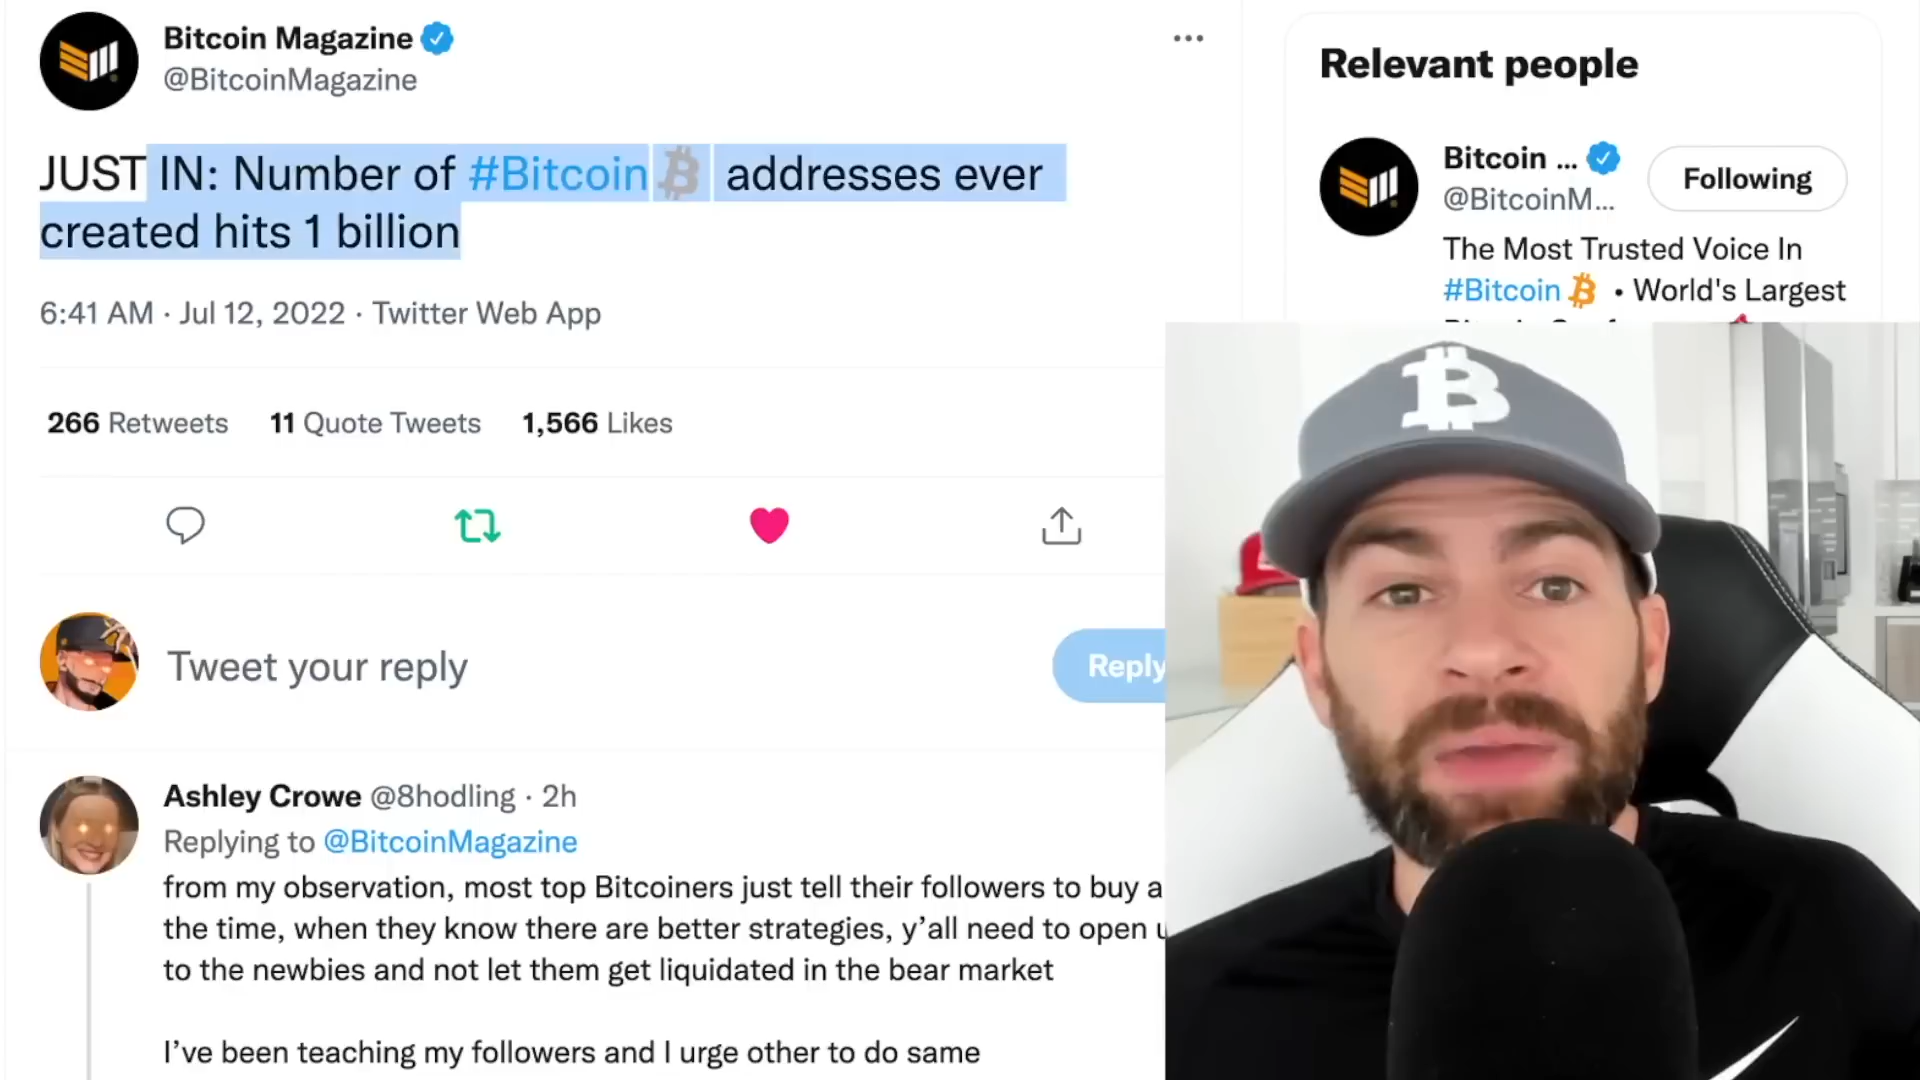 Bitcoin Magazine
@BitcoinMagazine
JUST IN: Number of #Bitcoin addresses ever
created hits 1 billion
6:41 AM · Jul 12, 2022 · Twitter Web App
266 Retweets 11 Quote Tweets 1,566 Likes
Tweet your reply
Reply
Ashley Crowe @8hodling · 2h
Replying to @BitcoinMagazine
from my observation, most top Bitcoiners just tell their followers to buy a
the time, when they know there are better strategies, y’all need to open
to the newbies and not let them get liquidated in the bear market
I’ve been teaching my followers and I urge other to do same
Relevant people
Bitcoin ...
@BitcoinM...
Following
The Most Trusted Voice In
#Bitcoin • World's Largest